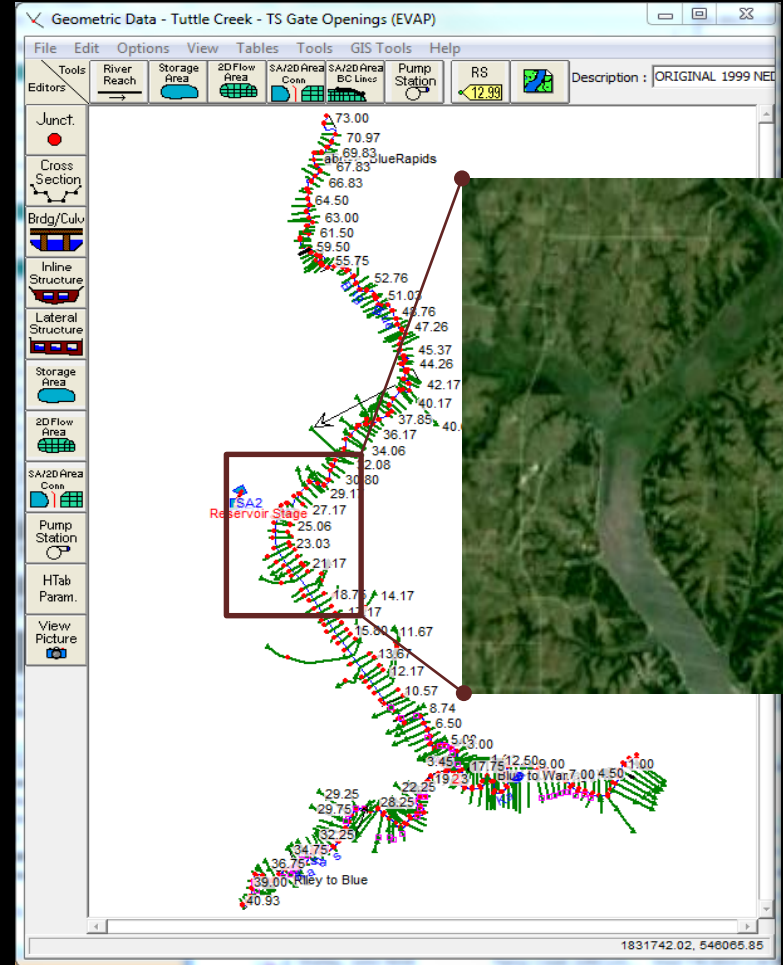 Geometric Data - Tuttle Creek - TS Gate Openings (EVAP)
File Edit Options View Tables Tools GIS Tools Help
Tools
Editors
River
Reach
Storage
Area
2D Flow
Area
SA/2D Area
Conn
SA/2D Area
BC Lines
Pump
Station
RS
12.99
Description : ORIGINAL 1999 NED
Junct.
Cross
Section
Brdg/Culv
Inline
Structure
Lateral
Structure
Storage
Area
2D Flow
Area
SA/2D Area
Conn
Pump
Station
HTab
Param.
View
Picture
73.00
70.97
69.83
BlueRapids
67.83
66.83
64.50
63.00
61.50
59.50
55.75
52.76
51.03
48.76
47.26
45.37
44.26
42.17
40.17
37.85
40.
36.17
34.06
32.08
30.80
29.17
TSA2
Reservoir Stage
27.17
25.06
23.03
21.17
18.75
14.17
17.17
15.80
11.67
13.67
12.17
10.57
8.74
6.50
5.00
3.00
3.45
17.75
12.50
9.00
1.00
Blue to War
7.00
4.50
22.25
29.25
29.75
28.25
32.25
34.75
36.75
39.00
Riley to Blue
40.93
1831742.02, 546065.85